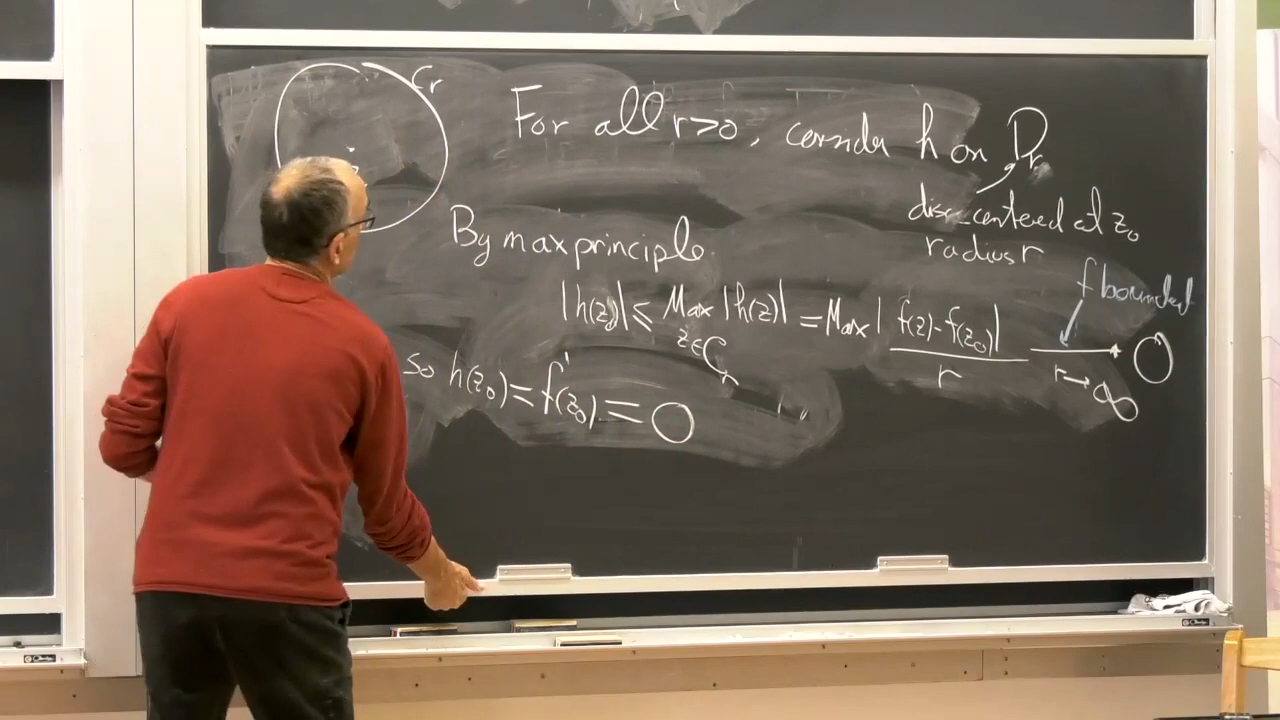 Cr
For all r>0, consider h on Dr
disc centered at z₀
radius r
By max principle
f bounded
|h(z)| ≤ Max |h(z)| = Max | f(z)-f(z₀) / r | → 0
z∈Cr
r→∞
so h(z₀) = f'(z₀) = 0